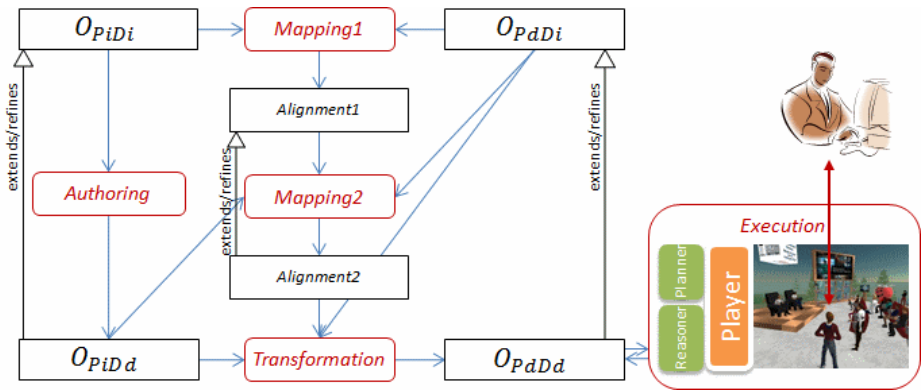 O_PiDi
Mapping1
O_PdDi
extends/refines
Alignment1
extends/refines
extends/refines
Authoring
Mapping2
Execution
Planner
Reasoner
Player
Alignment2
O_PiDd
Transformation
O_PdDd